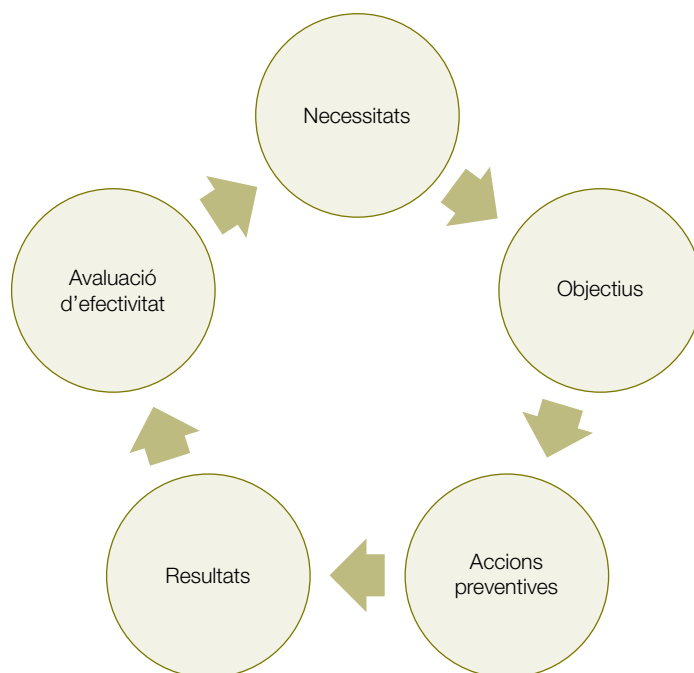 Necessitats
Objectius
Accions
preventives
Resultats
Avaluació
d’efectivitat